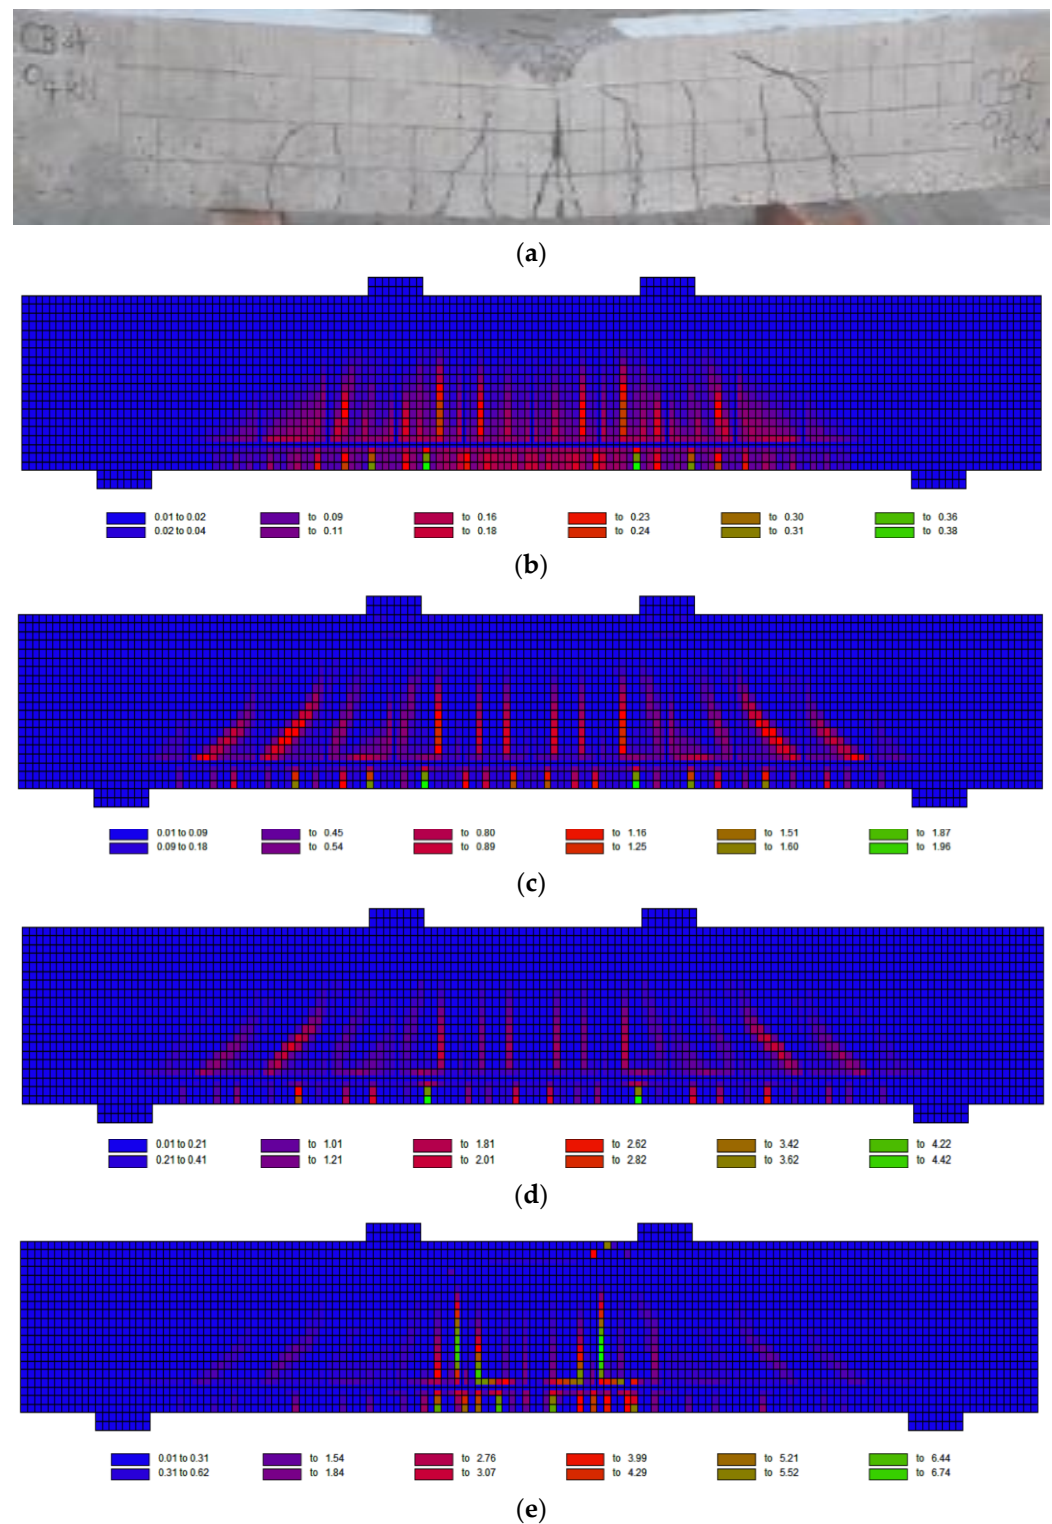 CB4
94KN
(a)
0.01 to 0.02 to 0.09 to 0.16 to 0.23 to 0.30 to 0.36
0.02 to 0.04 to 0.11 to 0.18 to 0.24 to 0.31 to 0.38
(b)
0.01 to 0.09 to 0.45 to 0.80 to 1.16 to 1.51 to 1.87
0.09 to 0.18 to 0.54 to 0.89 to 1.25 to 1.60 to 1.96
(c)
0.01 to 0.21 to 1.01 to 1.81 to 2.62 to 3.42 to 4.22
0.21 to 0.41 to 1.21 to 2.01 to 2.82 to 3.62 to 4.42
(d)
0.01 to 0.31 to 1.54 to 2.76 to 3.99 to 5.21 to 6.44
0.31 to 0.62 to 1.84 to 3.07 to 4.29 to 5.52 to 6.74
(e)